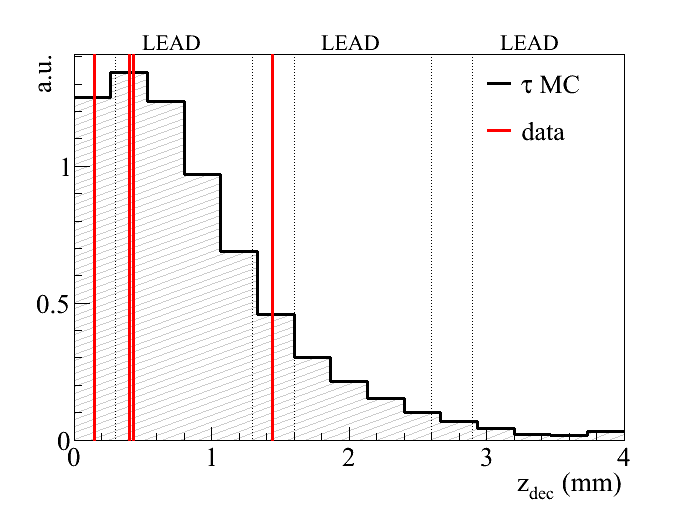 LEAD LEAD LEAD
a.u.
τ MC
data
1
0.5
0
0 1 2 3 4
z_dec (mm)